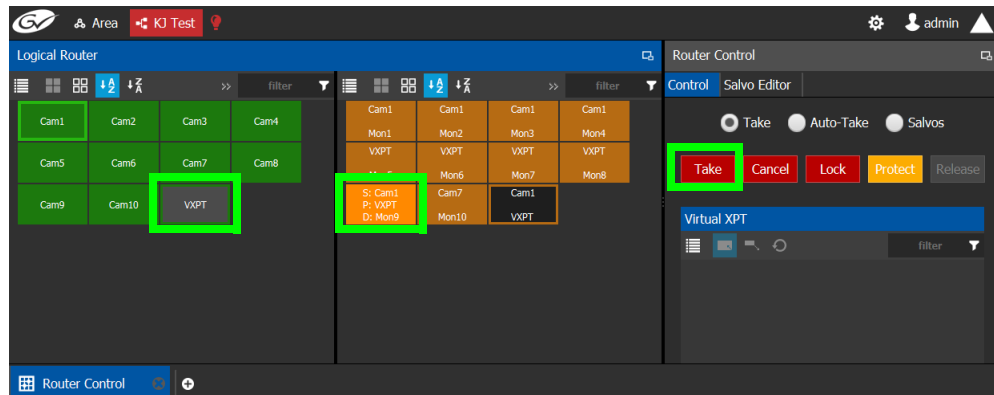 Area KJ Test admin
Logical Router
Router Control
filter filter
Control Salvo Editor
Cam1 Cam2 Cam3 Cam4
Cam1 Cam1 Cam1 Cam1
Mon1 Mon2 Mon3 Mon4
Take Auto-Take Salvos
Cam5 Cam6 Cam7 Cam8
VXPT VXPT VXPT VXPT
Mon6 Mon7 Mon8
Take Cancel Lock Protect Release
Cam9 Cam10 VXPT
S: Cam1 Cam7 Cam1
P: VXPT
D: Mon9 Mon10 VXPT
Virtual XPT
filter
Router Control